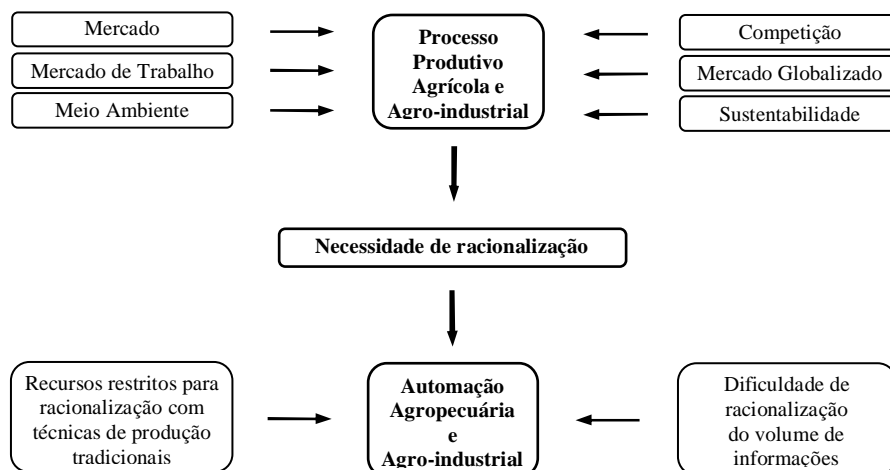 Mercado
Mercado de Trabalho
Meio Ambiente
Processo
Produtivo
Agrícola e
Agro-industrial
Competição
Mercado Globalizado
Sustentabilidade
Necessidade de racionalização
Recursos restritos para
racionalização com
técnicas de produção
tradicionais
Automação
Agropecuária
e
Agro-industrial
Dificuldade de
racionalização
do volume de
informações